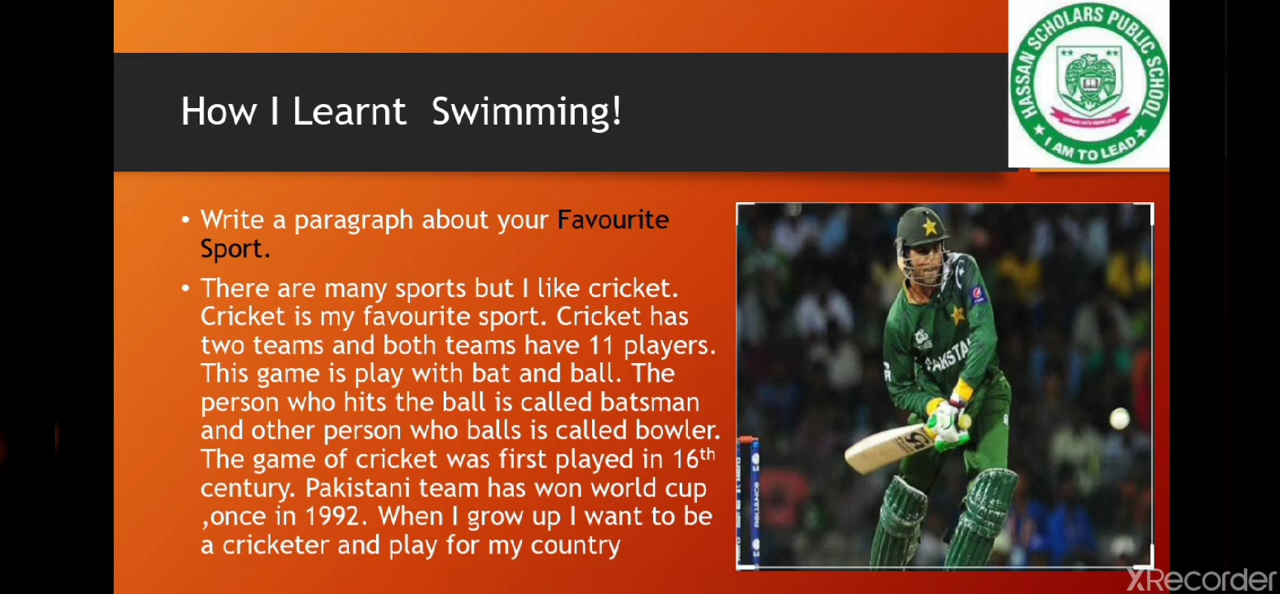 How I Learnt Swimming!
HASSAN SCHOLARS PUBLIC SCHOOL
I AM TO LEAD
• Write a paragraph about your Favourite
Sport.
• There are many sports but I like cricket.
Cricket is my favourite sport. Cricket has
two teams and both teams have 11 players.
This game is play with bat and ball. The
person who hits the ball is called batsman
and other person who balls is called bowler.
The game of cricket was first played in 16th
century. Pakistani team has won world cup
,once in 1992. When I grow up I want to be
a cricketer and play for my country
PAKISTA
RELIANCE
XRecorder